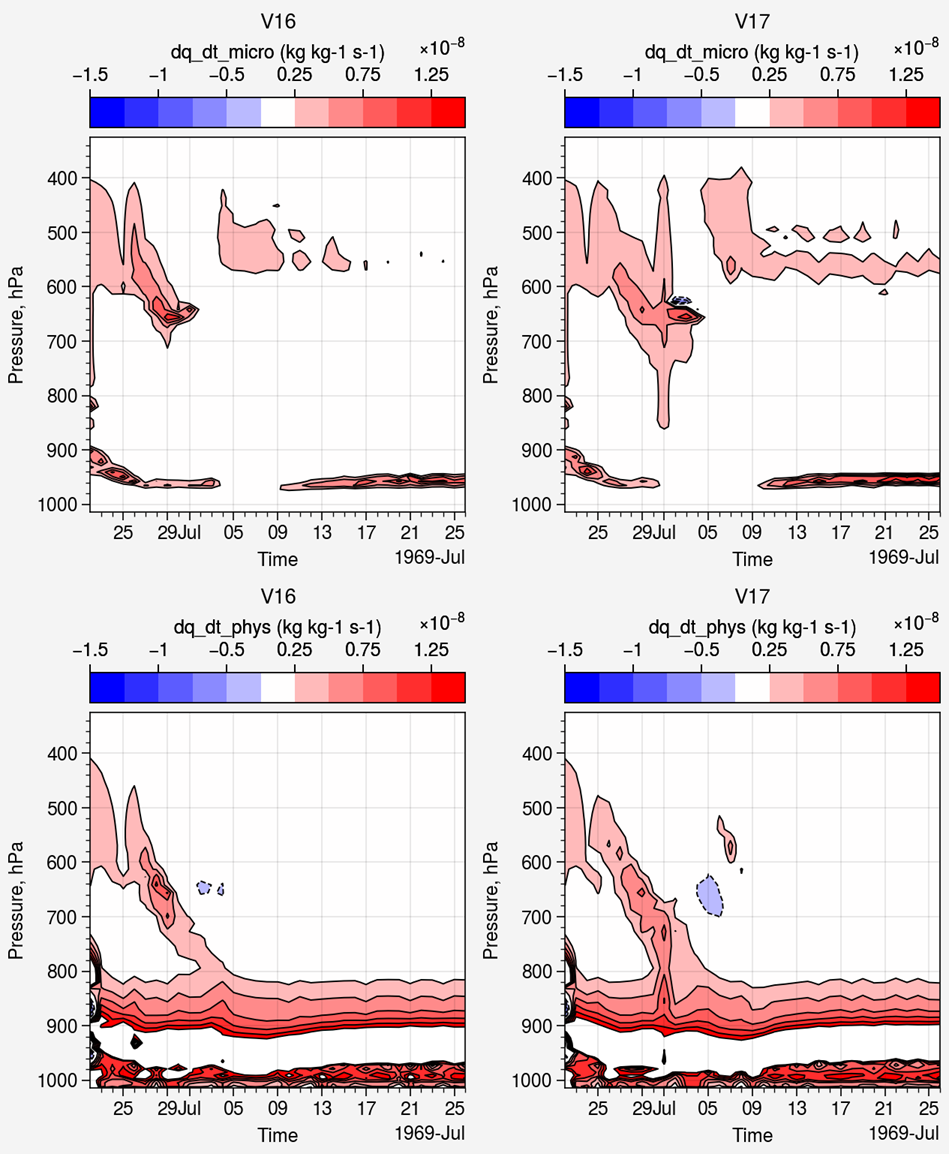 V16 V17
dq_dt_micro (kg kg-1 s-1) dq_dt_micro (kg kg-1 s-1)
×10−8 ×10−8
−1.5 −1 −0.5 0.25 0.75 1.25 −1.5 −1 −0.5 0.25 0.75 1.25
400 400
500 500
600 600
Pressure, hPa Pressure, hPa
700 700
800 800
900 900
1000 1000
25 29Jul 05 09 13 17 21 25 25 29Jul 05 09 13 17 21 25
Time 1969-Jul Time 1969-Jul
V16 V17
dq_dt_phys (kg kg-1 s-1) dq_dt_phys (kg kg-1 s-1)
×10−8 ×10−8
−1.5 −1 −0.5 0.25 0.75 1.25 −1.5 −1 −0.5 0.25 0.75 1.25
400 400
500 500
600 600
Pressure, hPa Pressure, hPa
700 700
800 800
900 900
1000 1000
25 29Jul 05 09 13 17 21 25 25 29Jul 05 09 13 17 21 25
Time 1969-Jul Time 1969-Jul